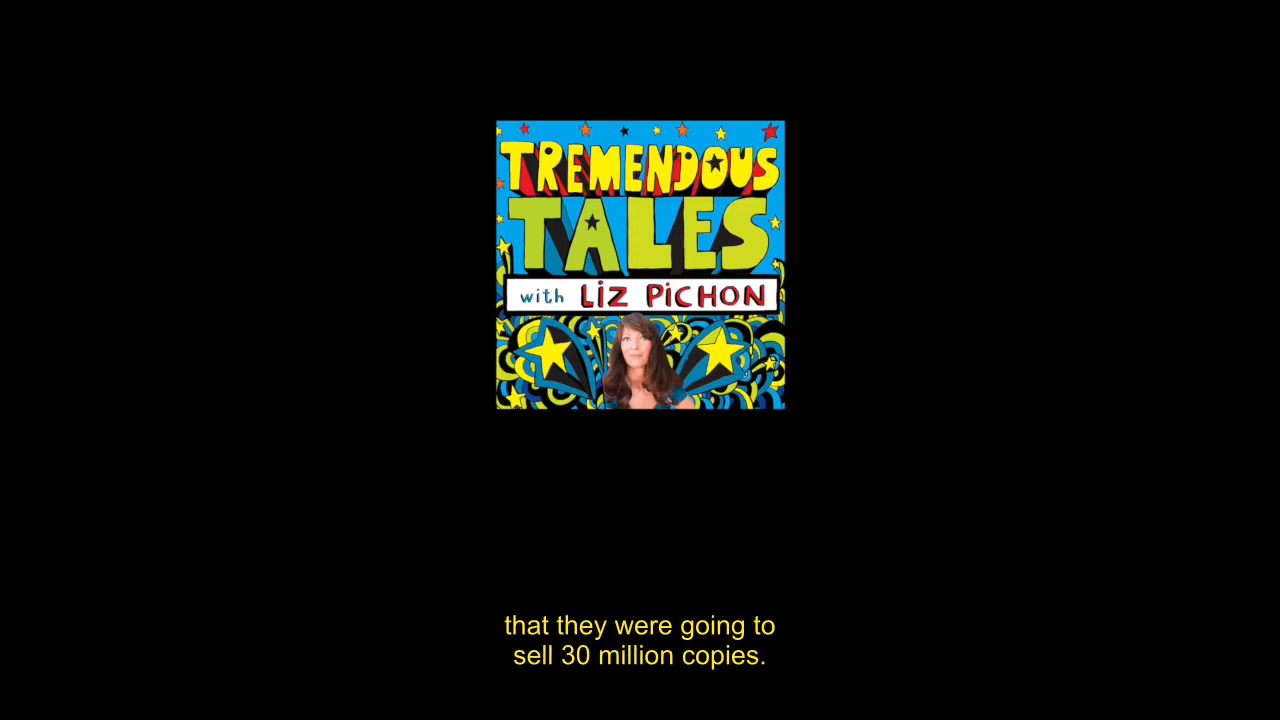 TREMENDOUS
TALES
with LiZ PiCHON
that they were going to
sell 30 million copies.